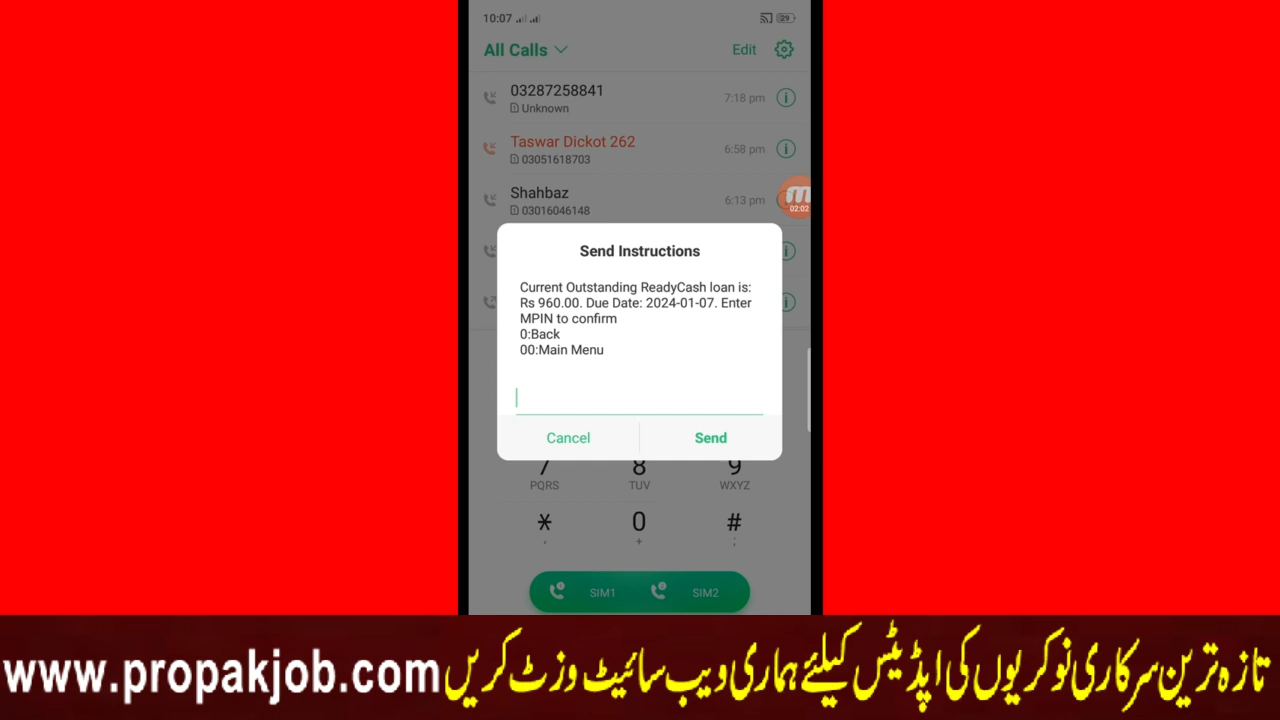 10:07
29
All Calls
Edit
03287258841
7:18 pm
Unknown
Taswar Dickot 262
6:58 pm
03051618703
Shahbaz
6:13 pm
02:02
03016046148
Send Instructions
Current Outstanding ReadyCash loan is:
Rs 960.00. Due Date: 2024-01-07. Enter
MPIN to confirm
0:Back
00:Main Menu
Cancel
Send
7 8 9
PQRS TUV WXYZ
* 0 #
, + ;
SIM1
SIM2
www.propakjob.com تازہ ترین سرکاری نوکریوں کی اپڈیٹس کیلئے ہماری ویب سائیٹ وزٹ کریں